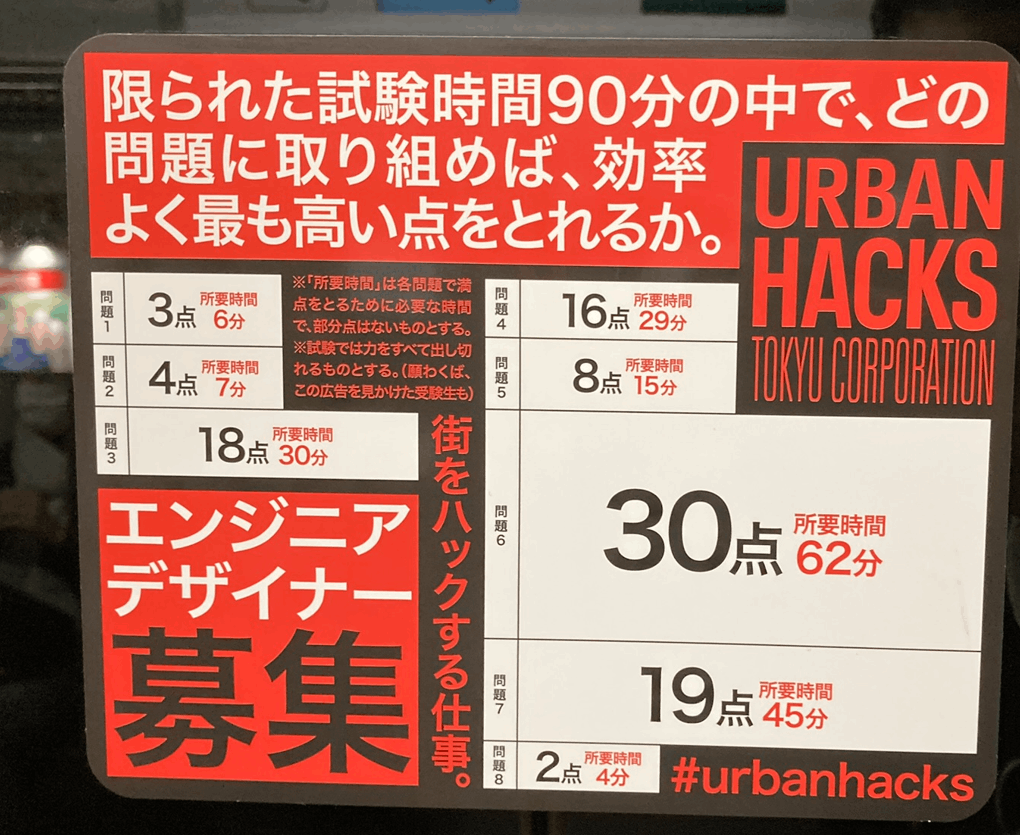 限られた試験時間90分の中で、どの
問題に取り組めば、効率
よく最も高い点をとれるか。
URBAN
HACKS
TOKYU CORPORATION
問題1
3点 所要時間 6分
※「所要時間」は各問題で満
点をとるために必要な時間
で、部分点はないものとする。
※試験では力をすべて出し切
れるものとする。(願わくば、
この広告を見かけた受験生も)
問題2
4点 所要時間 7分
問題3
18点 所要時間 30分
問題4
16点 所要時間 29分
問題5
8点 所要時間 15分
問題6
30点 所要時間 62分
問題7
19点 所要時間 45分
問題8
2点 所要時間 4分
街をハックする仕事。
エンジニア
デザイナー
募集
#urbanhacks